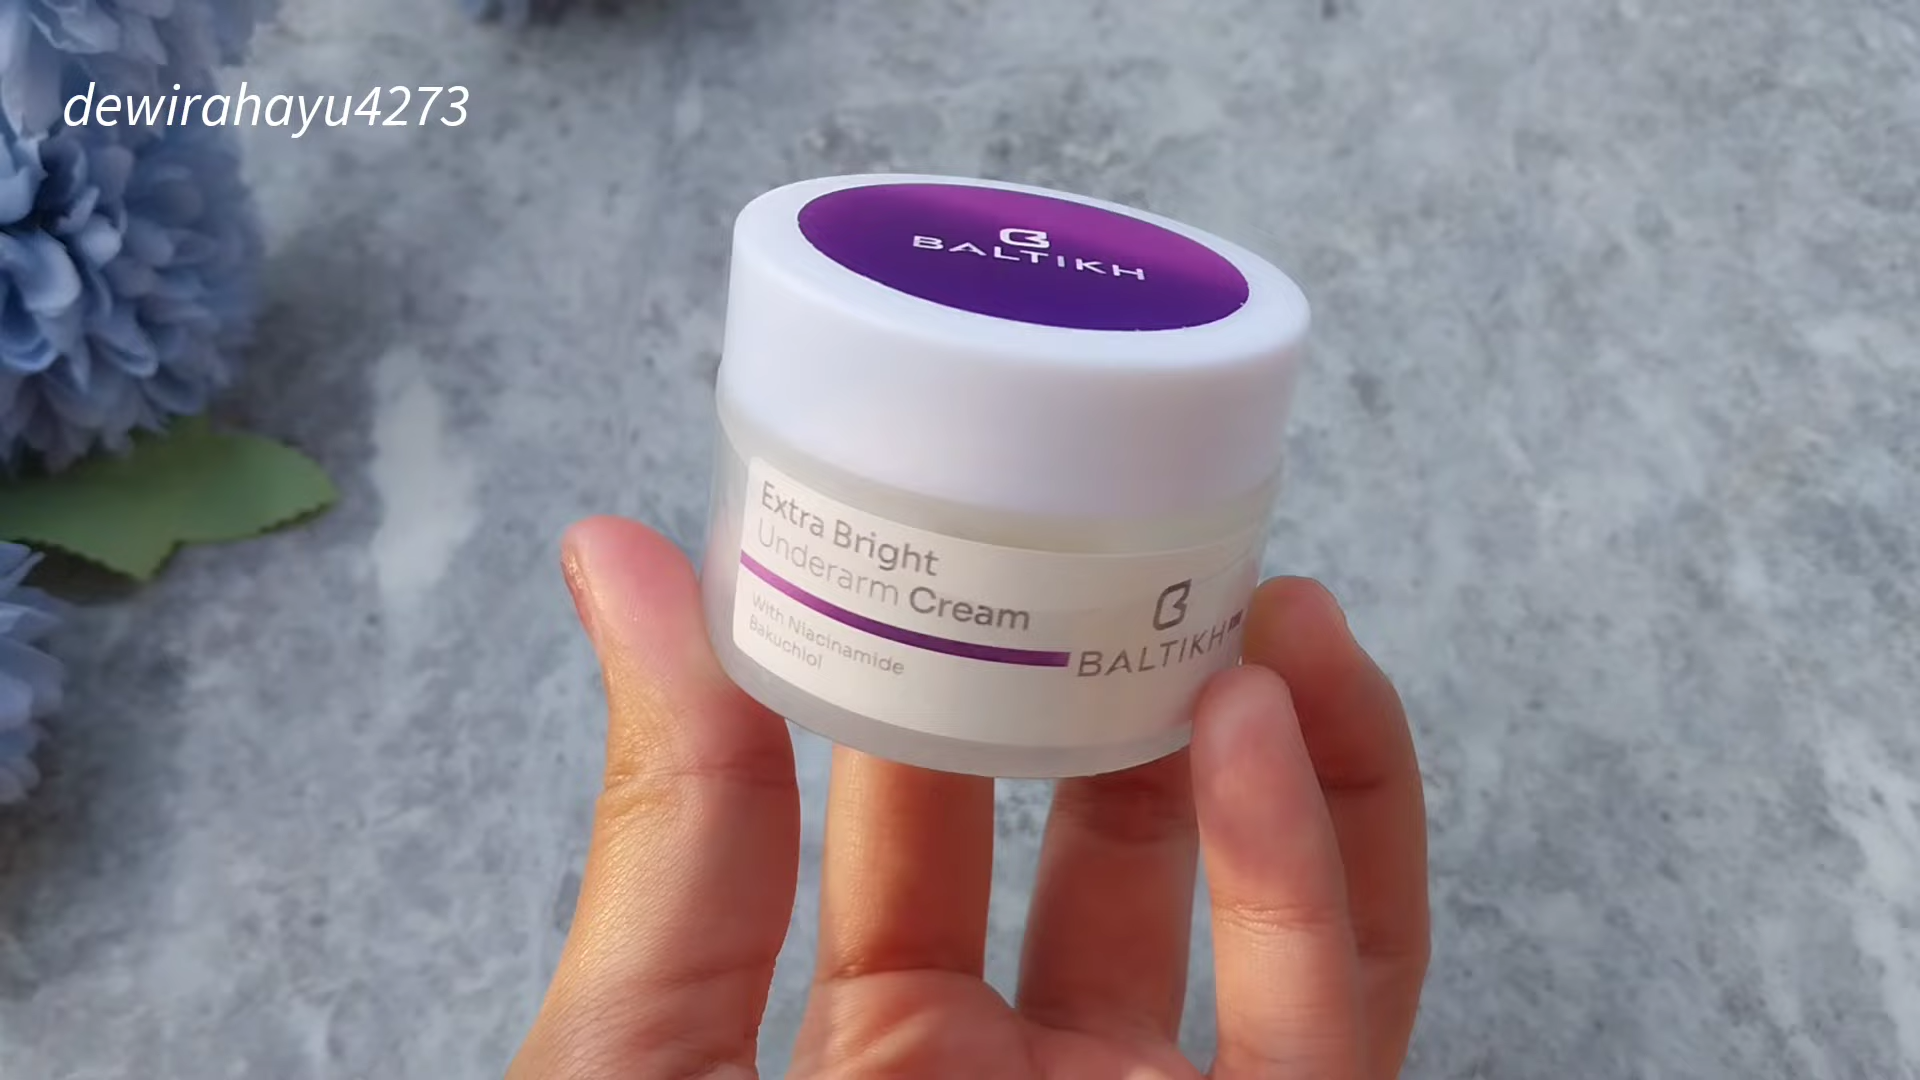 dewirahayu4273
BALTIKH
Extra Bright
Underarm Cream
With Niacinamide
Bakuchiol
BALTIKH